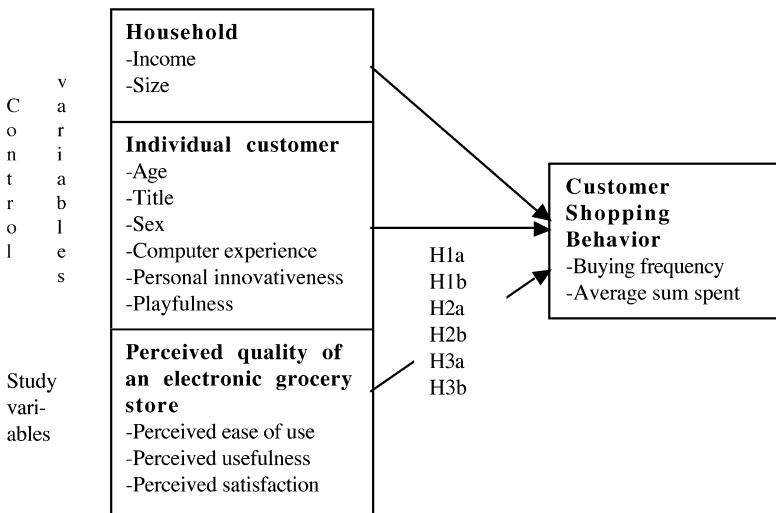 Control
variables
Household
-Income
-Size
Individual customer
-Age
-Title
-Sex
-Computer experience
-Personal innovativeness
-Playfulness
Study
vari-
ables
Perceived quality of
an electronic grocery
store
-Perceived ease of use
-Perceived usefulness
-Perceived satisfaction
H1a
H1b
H2a
H2b
H3a
H3b
Customer
Shopping
Behavior
-Buying frequency
-Average sum spent